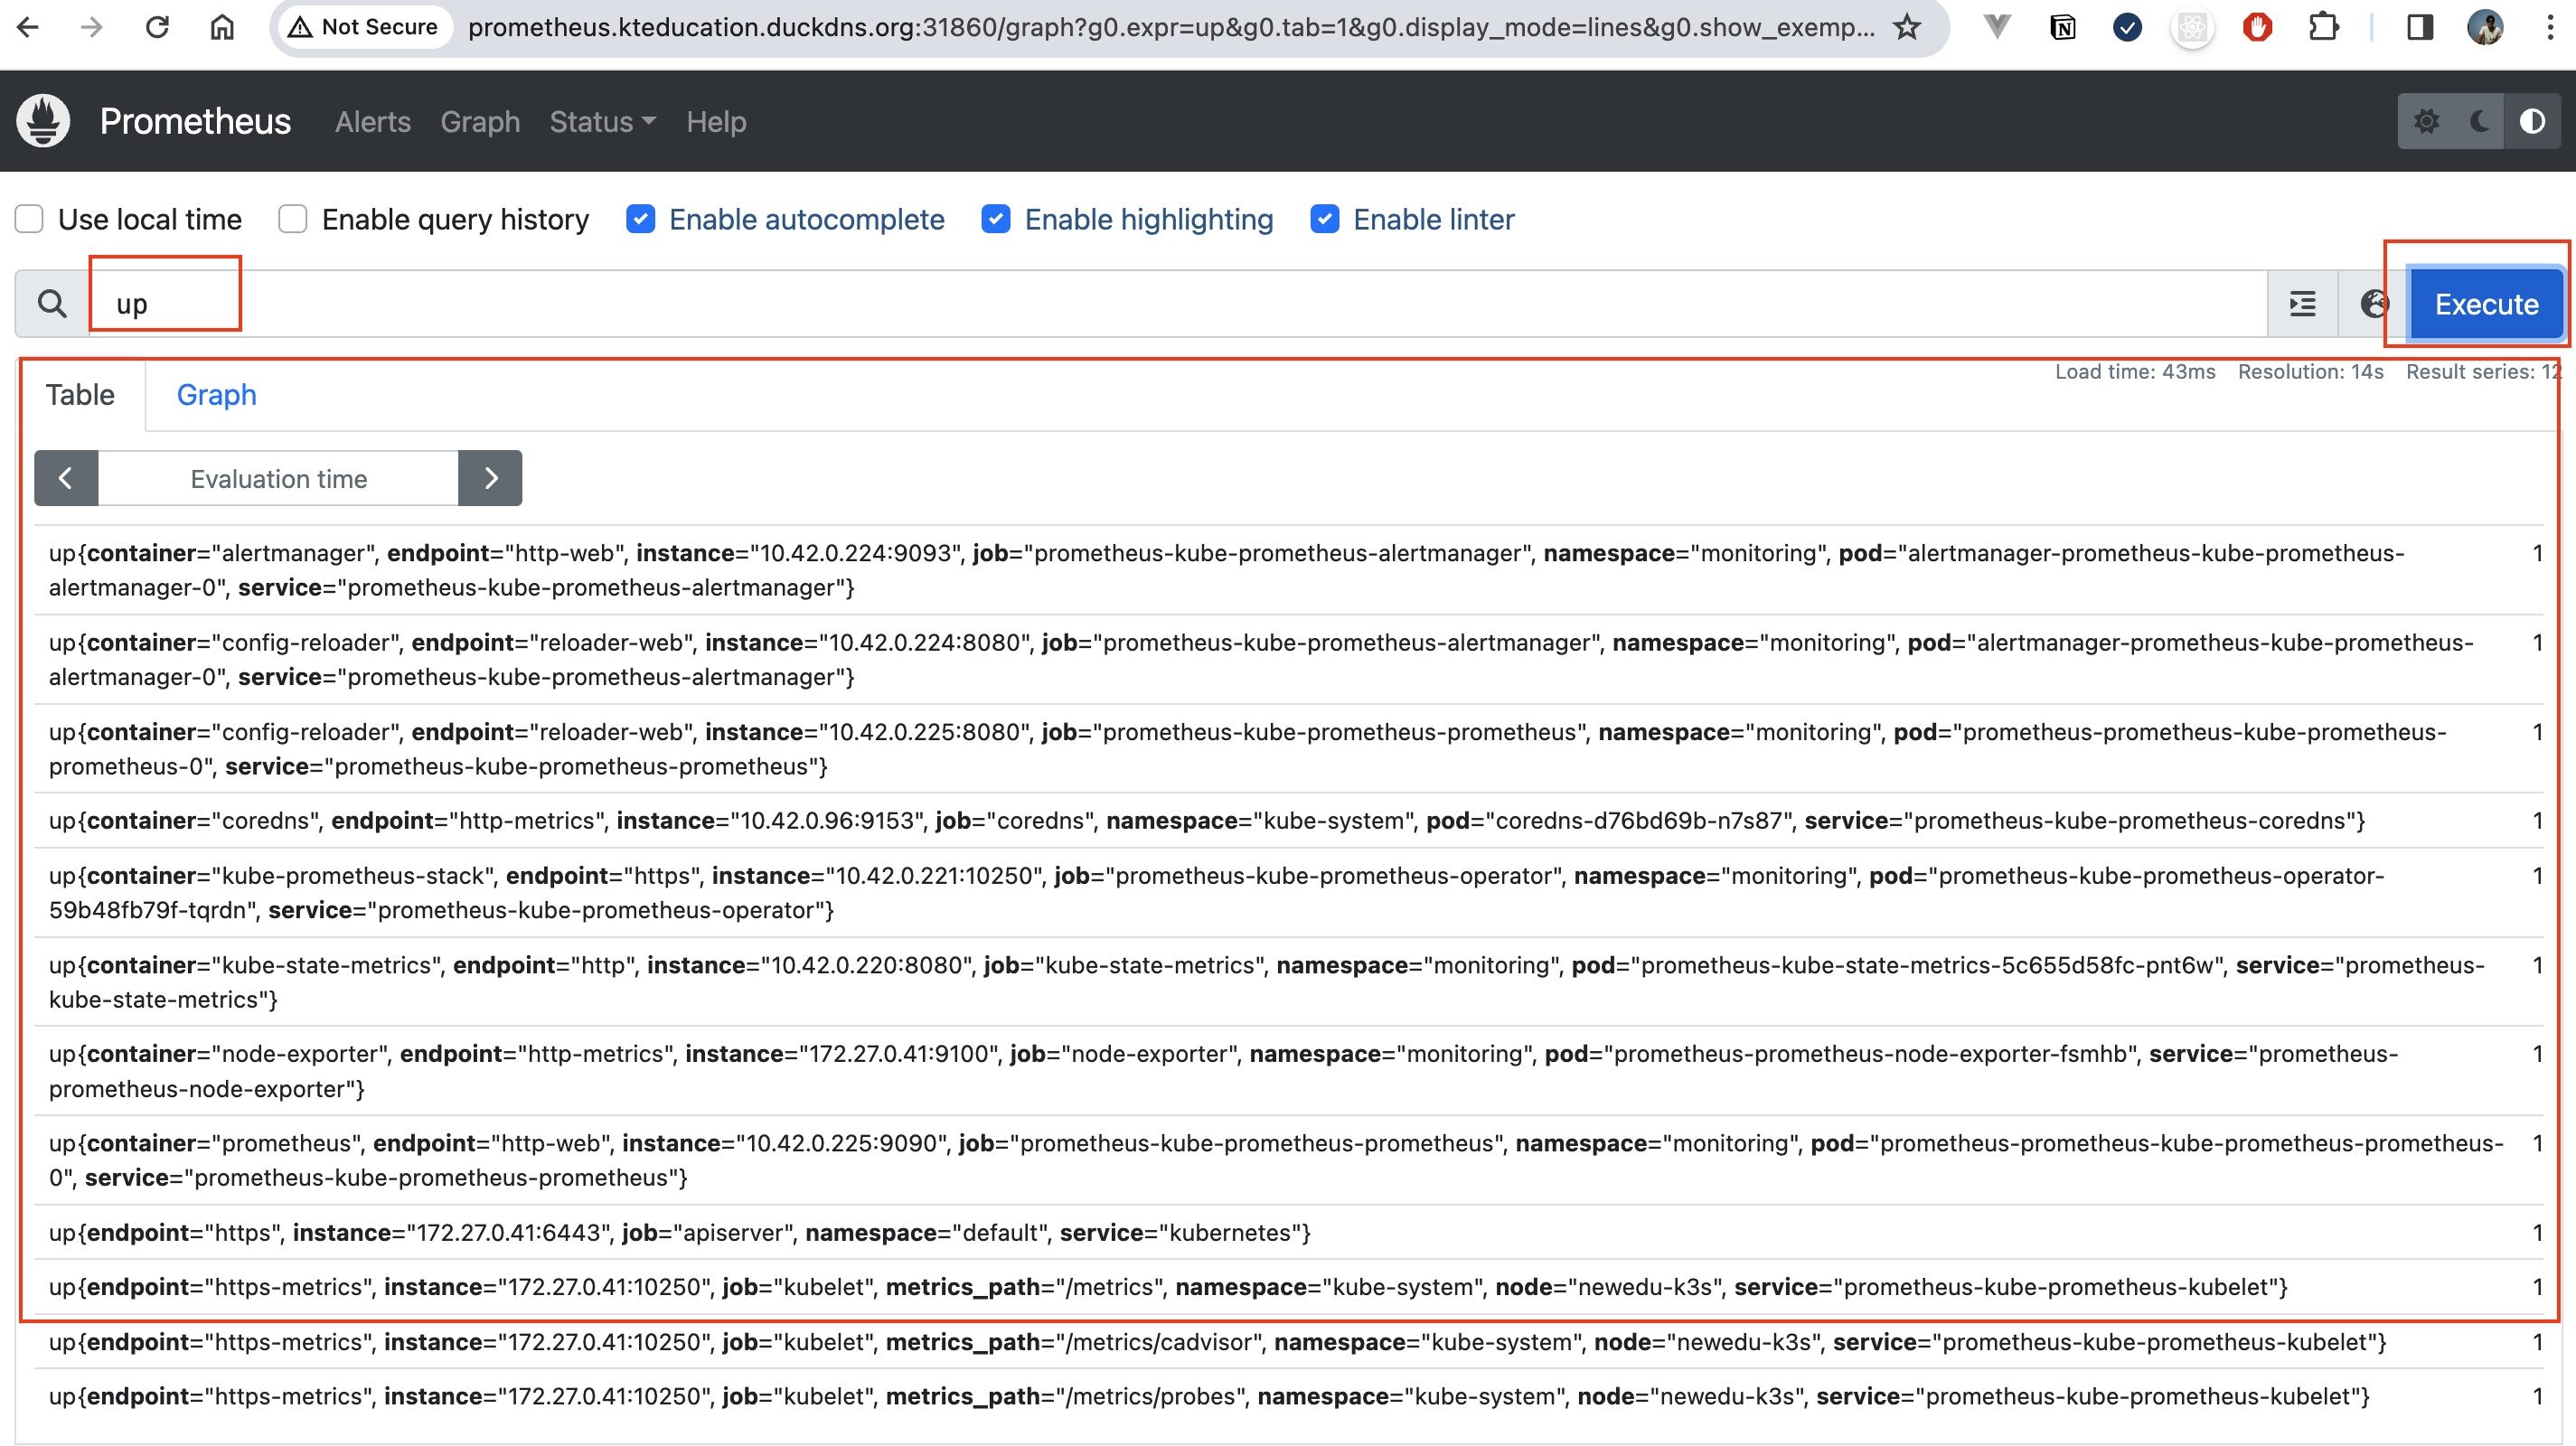 Not Secure prometheus.kteducation.duckdns.org:31860/graph?g0.expr=up&g0.tab=1&g0.display_mode=lines&g0.show_exemp...
Prometheus Alerts Graph Status Help
Use local time Enable query history Enable autocomplete Enable highlighting Enable linter
up Execute
Load time: 43ms Resolution: 14s Result series: 12
Table Graph
Evaluation time
up{container="alertmanager", endpoint="http-web", instance="10.42.0.224:9093", job="prometheus-kube-prometheus-alertmanager", namespace="monitoring", pod="alertmanager-prometheus-kube-prometheus- 1
alertmanager-0", service="prometheus-kube-prometheus-alertmanager"}
up{container="config-reloader", endpoint="reloader-web", instance="10.42.0.224:8080", job="prometheus-kube-prometheus-alertmanager", namespace="monitoring", pod="alertmanager-prometheus-kube-prometheus- 1
alertmanager-0", service="prometheus-kube-prometheus-alertmanager"}
up{container="config-reloader", endpoint="reloader-web", instance="10.42.0.225:8080", job="prometheus-kube-prometheus-prometheus", namespace="monitoring", pod="prometheus-prometheus-kube-prometheus- 1
prometheus-0", service="prometheus-kube-prometheus-prometheus"}
up{container="coredns", endpoint="http-metrics", instance="10.42.0.96:9153", job="coredns", namespace="kube-system", pod="coredns-d76bd69b-n7s87", service="prometheus-kube-prometheus-coredns"} 1
up{container="kube-prometheus-stack", endpoint="https", instance="10.42.0.221:10250", job="prometheus-kube-prometheus-operator", namespace="monitoring", pod="prometheus-kube-prometheus-operator- 1
59b48fb79f-tqrdn", service="prometheus-kube-prometheus-operator"}
up{container="kube-state-metrics", endpoint="http", instance="10.42.0.220:8080", job="kube-state-metrics", namespace="monitoring", pod="prometheus-kube-state-metrics-5c655d58fc-pnt6w", service="prometheus- 1
kube-state-metrics"}
up{container="node-exporter", endpoint="http-metrics", instance="172.27.0.41:9100", job="node-exporter", namespace="monitoring", pod="prometheus-prometheus-node-exporter-fsmhb", service="prometheus- 1
prometheus-node-exporter"}
up{container="prometheus", endpoint="http-web", instance="10.42.0.225:9090", job="prometheus-kube-prometheus-prometheus", namespace="monitoring", pod="prometheus-prometheus-kube-prometheus-prometheus- 1
0", service="prometheus-kube-prometheus-prometheus"}
up{endpoint="https", instance="172.27.0.41:6443", job="apiserver", namespace="default", service="kubernetes"} 1
up{endpoint="https-metrics", instance="172.27.0.41:10250", job="kubelet", metrics_path="/metrics", namespace="kube-system", node="newedu-k3s", service="prometheus-kube-prometheus-kubelet"} 1
up{endpoint="https-metrics", instance="172.27.0.41:10250", job="kubelet", metrics_path="/metrics/cadvisor", namespace="kube-system", node="newedu-k3s", service="prometheus-kube-prometheus-kubelet"} 1
up{endpoint="https-metrics", instance="172.27.0.41:10250", job="kubelet", metrics_path="/metrics/probes", namespace="kube-system", node="newedu-k3s", service="prometheus-kube-prometheus-kubelet"} 1